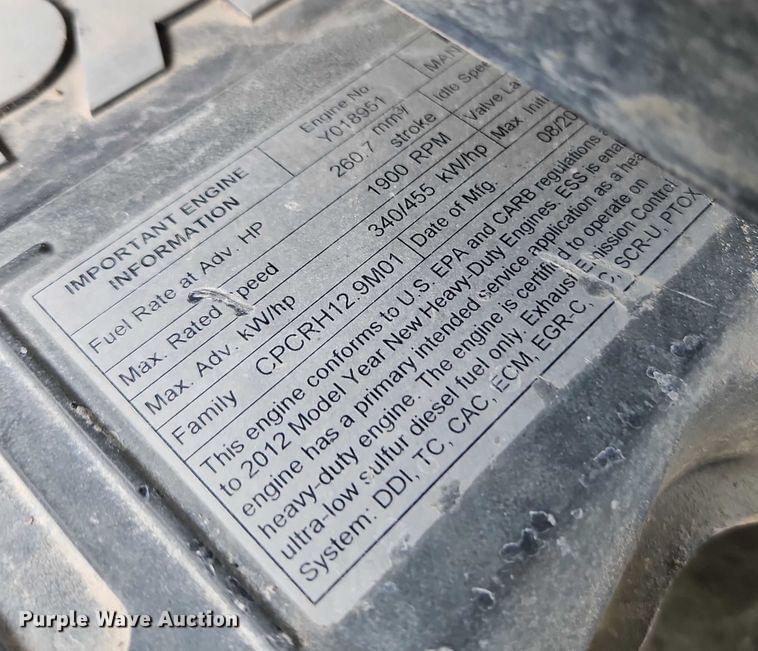 IMPORTANT ENGINE
INFORMATION
Engine No
Y018951
Fuel Rate at Adv. HP
260.7 mm³/
stroke
Idle Spee
Max. Rated Speed
1900 RPM
Valve La
Max. Adv. kW/hp
340/455 kW/hp
Max. Initi
Family
CPCRH12.9M01
Date of Mfg.
08/20
This engine conforms to U.S. EPA and CARB regulations a
to 2012 Model Year New Heavy-Duty Engines. ESS is enab
engine has a primary intended service application as a hea
heavy-duty engine. The engine is certified to operate on
ultra-low sulfur diesel fuel only. Exhaust Emission Control
System: DDI, TC, CAC, ECM, EGR-C, SCR-U, PTOX,
Purple Wave Auction